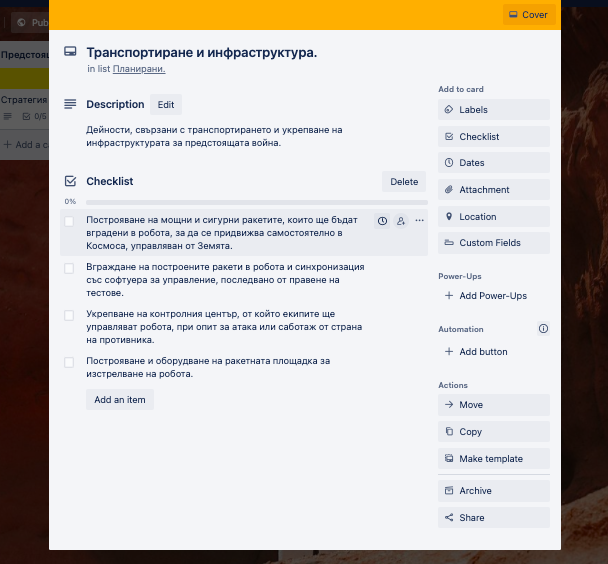 Cover
Pub
Транспортиране и инфраструктура.
in list Планирани.
Предстоящ
Стратегия
0/5
Add a ca
Description
Edit
Дейности, свързани с транспортирането и укрепване на
инфраструктурата за предстоящата война.
Checklist
Delete
0%
Построяване на мощни и сигурни ракетите, които ще бъдат
вградени в робота, за да се придвижва самостоятелно в
Космоса, управляван от Земята.
Вграждане на построените ракети в робота и синхронизация
със софтуера за управление, последвано от правене на
тестове.
Укрепване на контролния център, от който екипите ще
управляват робота, при опит за атака или саботаж от страна
на противника.
Построяване и оборудване на ракетната площадка за
изстрелване на робота.
Add an item
Add to card
Labels
Checklist
Dates
Attachment
Location
Custom Fields
Power-Ups
Add Power-Ups
Automation
Add button
Actions
Move
Copy
Make template
Archive
Share